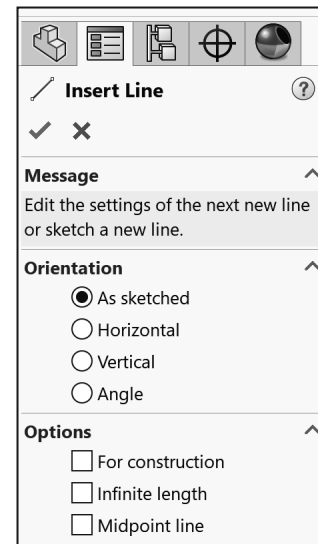 Insert Line
?
Message
Edit the settings of the next new line
or sketch a new line.
Orientation
As sketched
Horizontal
Vertical
Angle
Options
For construction
Infinite length
Midpoint line